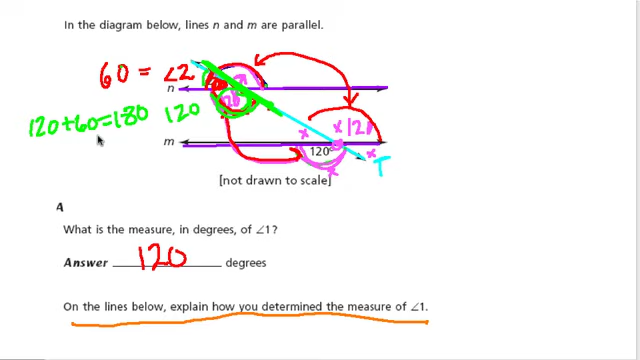 In the diagram below, lines n and m are parallel.
60 = ∠2
n
120+60=180 120
x x 120
m
120° x
x T
[not drawn to scale]
A
What is the measure, in degrees, of ∠1?
Answer 120 degrees
On the lines below, explain how you determined the measure of ∠1.